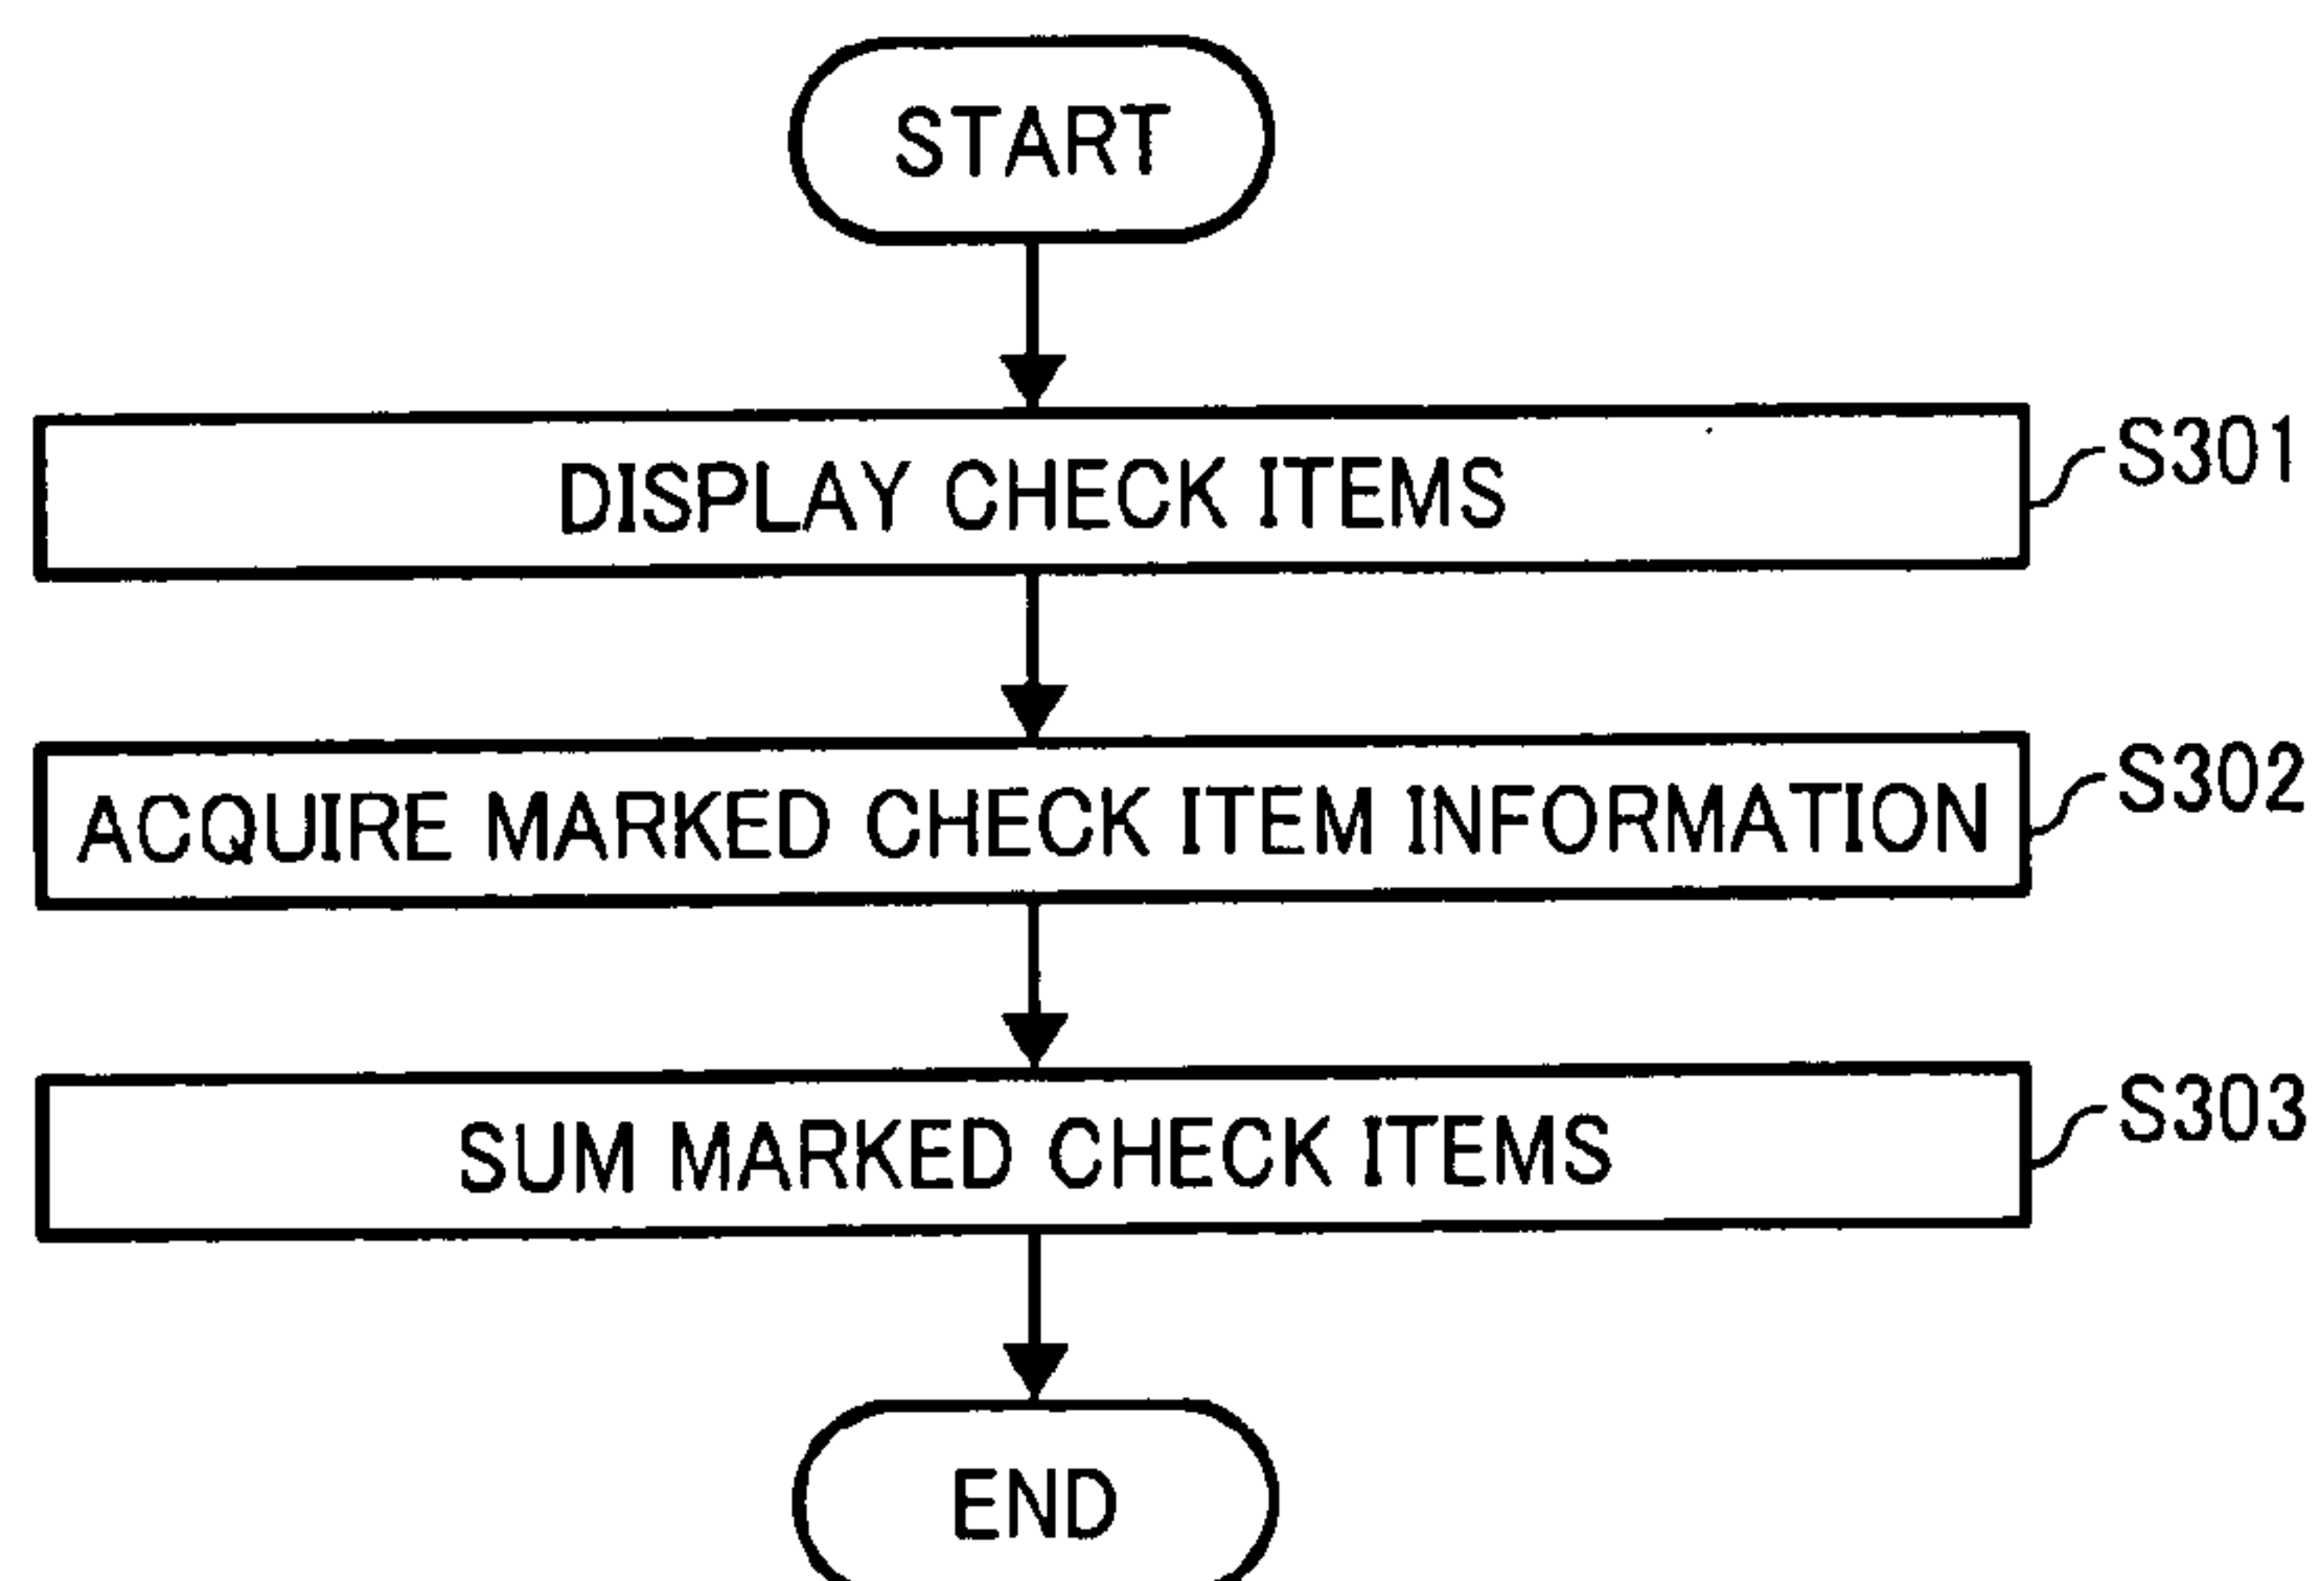 START
DISPLAY CHECK ITEMS
S301
ACQUIRE MARKED CHECK ITEM INFORMATION
S302
SUM MARKED CHECK ITEMS
S303
END